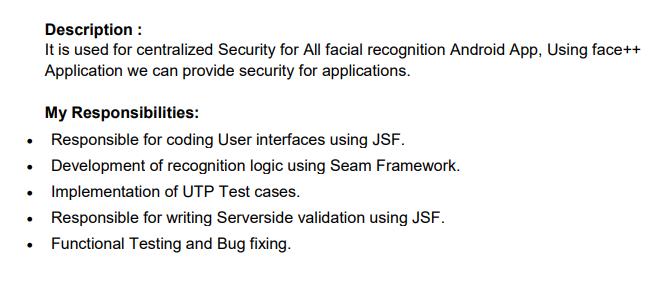 Description :
It is used for centralized Security for All facial recognition Android App, Using face++
Application we can provide security for applications.
My Responsibilities:
• Responsible for coding User interfaces using JSF.
• Development of recognition logic using Seam Framework.
• Implementation of UTP Test cases.
• Responsible for writing Serverside validation using JSF.
• Functional Testing and Bug fixing.